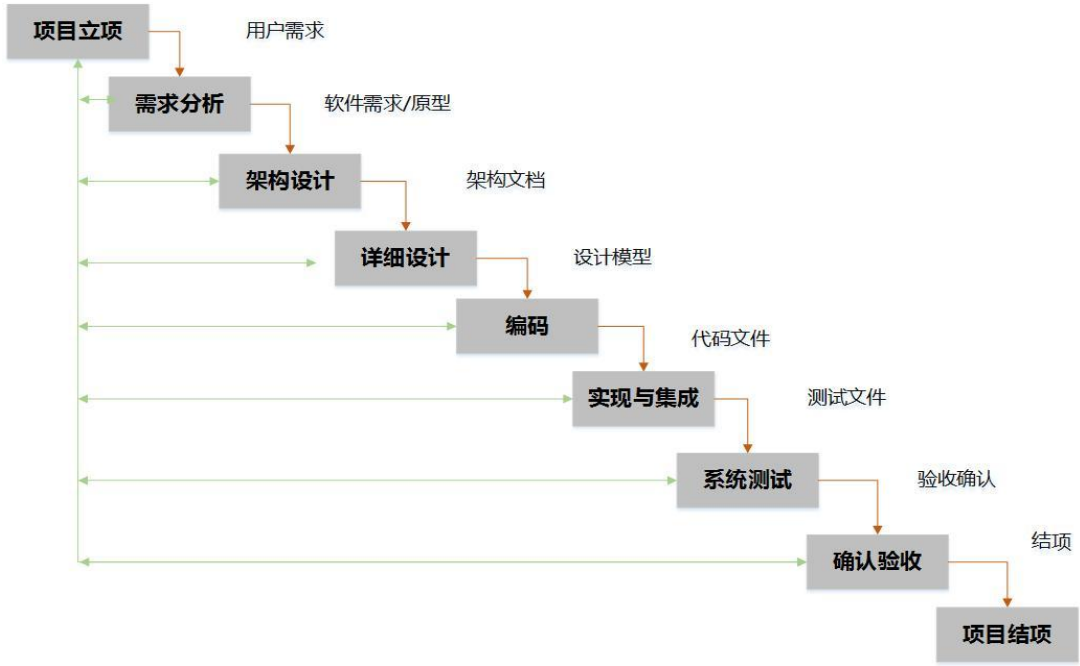 项目立项
用户需求
需求分析
软件需求/原型
架构设计
架构文档
详细设计
设计模型
编码
代码文件
实现与集成
测试文件
系统测试
验收确认
确认验收
结项
项目结项